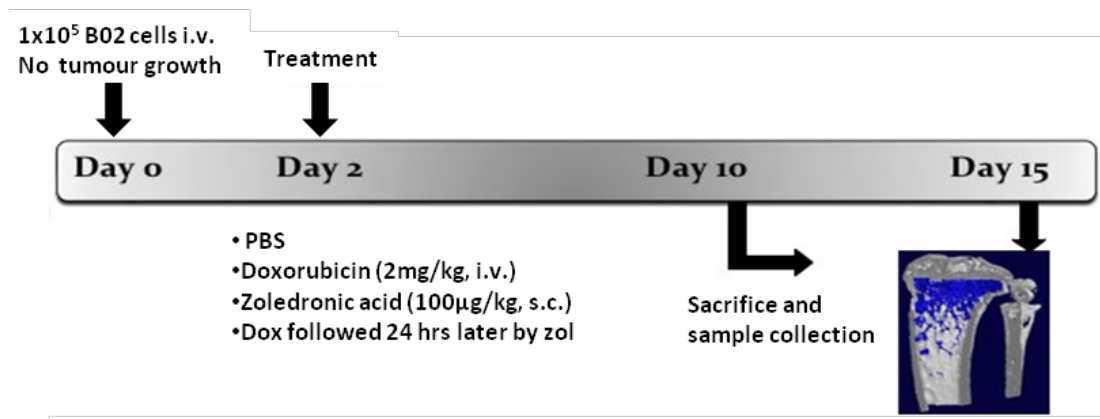 1x10⁵ B02 cells i.v.
No tumour growth
Treatment
Day 0
Day 2
Day 10
Day 15
• PBS
•Doxorubicin (2mg/kg, i.v.)
•Zoledronic acid (100µg/kg, s.c.)
•Dox followed 24 hrs later by zol
Sacrifice and
sample collection